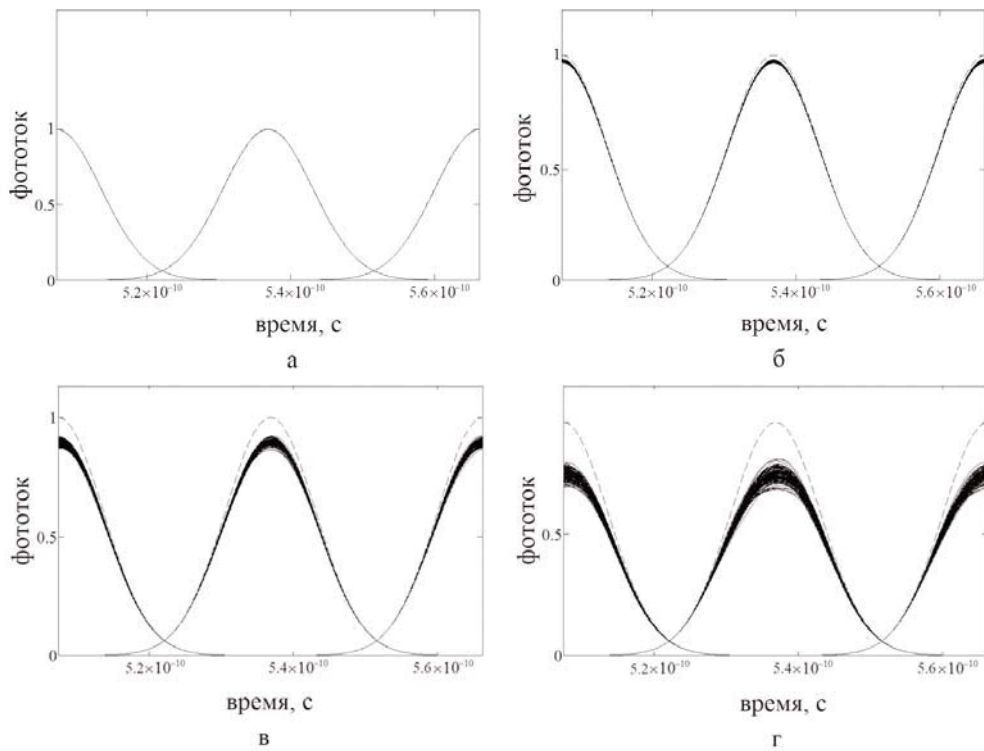 1
0.5
0
фототок
5.2×10⁻¹⁰
5.4×10⁻¹⁰
5.6×10⁻¹⁰
время, с
а
1
0.5
0
фототок
5.2×10⁻¹⁰
5.4×10⁻¹⁰
5.6×10⁻¹⁰
время, с
б
1
0.5
0
фототок
5.2×10⁻¹⁰
5.4×10⁻¹⁰
5.6×10⁻¹⁰
время, с
в
0.5
0
фототок
5.2×10⁻¹⁰
5.4×10⁻¹⁰
5.6×10⁻¹⁰
время, с
г